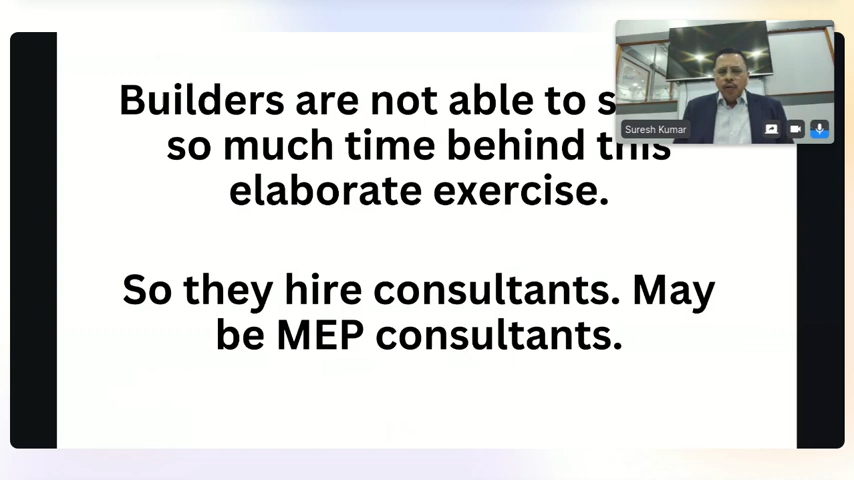 Builders are not able to
so much time behind this
elaborate exercise.
So they hire consultants. May
be MEP consultants.
Suresh Kumar